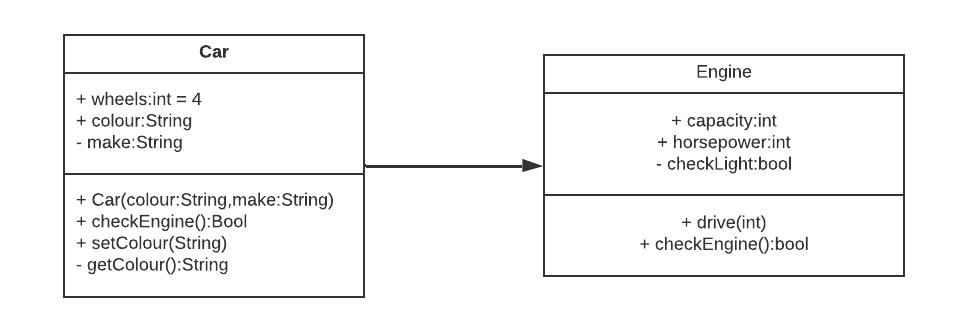 Car
+ wheels:int = 4
+ colour:String
- make:String
+ Car(colour:String,make:String)
+ checkEngine():Bool
+ setColour(String)
- getColour():String
Engine
+ capacity:int
+ horsepower:int
- checkLight:bool
+ drive(int)
+ checkEngine():bool